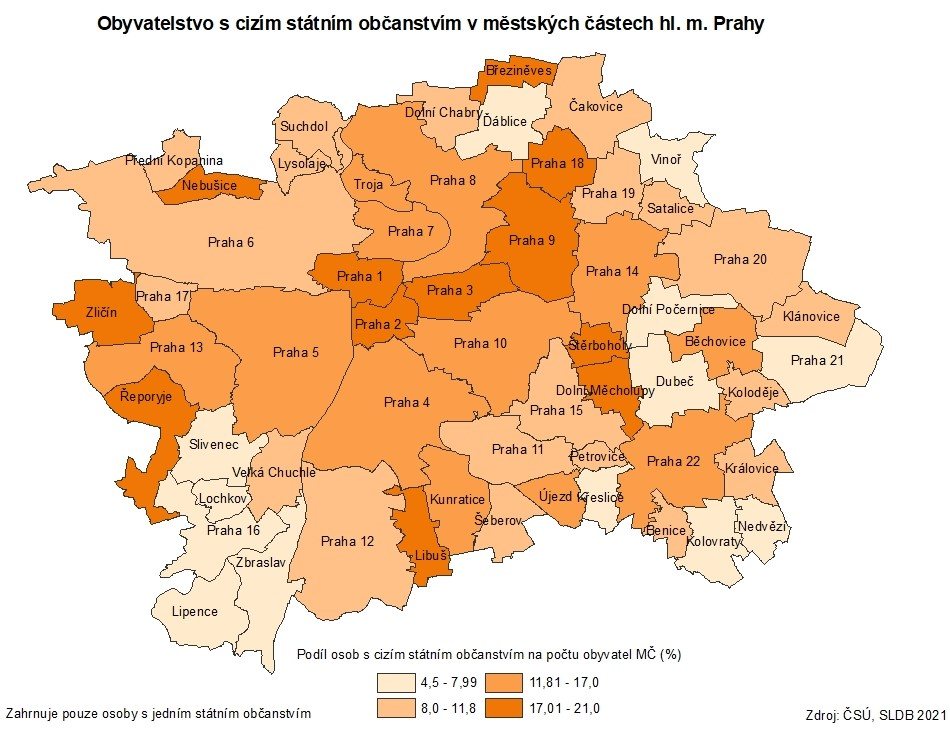 Obyvatelstvo s cizím státním občanstvím v městských částech hl. m. Prahy
Březiněves
Dolní Chabry
Čakovice
Ďáblice
Suchdol
Přední Kopanina
Lysolaje
Praha 18
Vinoř
Nebušice
Troja
Praha 8
Praha 19
Satalice
Praha 7
Praha 6
Praha 9
Praha 20
Praha 1
Praha 14
Praha 17
Praha 3
Zličín
Dolní Počernice
Klánovice
Praha 2
Praha 13
Praha 5
Praha 10
Štěrboholy
Běchovice
Praha 21
Dubeč
Řeporyje
Dolní Měcholupy
Koloděje
Praha 4
Praha 15
Slivenec
Praha 11
Petrovice
Praha 22
Královice
Velká Chuchle
Lochkov
Kunratice
Újezd
Křeslice
Šeberov
Praha 16
Benice
Nedvězí
Praha 12
Kolovraty
Libuš
Zbraslav
Lipence
Podíl osob s cizím státním občanstvím na počtu obyvatel MČ (%)
4,5 - 7,99
11,81 - 17,0
8,0 - 11,8
17,01 - 21,0
Zahrnuje pouze osoby s jedním státním občanstvím
Zdroj: ČSÚ, SLDB 2021